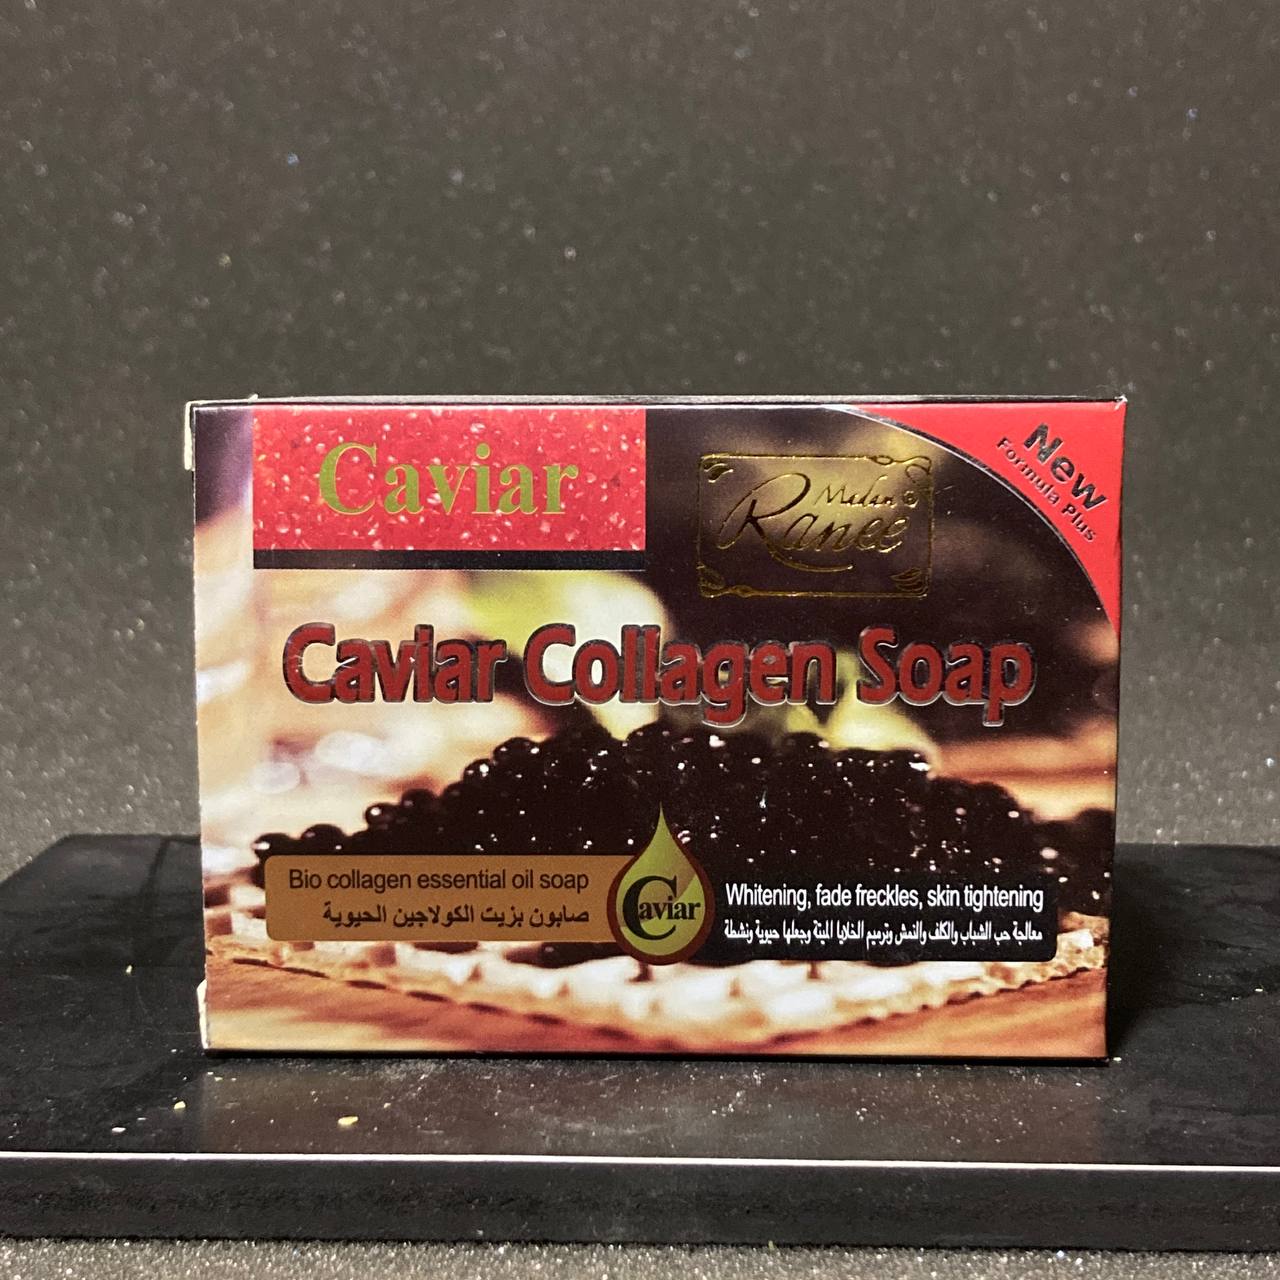 Caviar
Madam Ranee®
New
Formula Plus
Caviar Collagen Soap
Bio collagen essential oil soap
صابون بزيت الكولاجين الحيوية
Caviar
Whitening, fade freckles, skin tightening
معالجة حب الشباب والكلف والنمش وترميم الخلايا الميتة وجعلها حيوية ونشطة